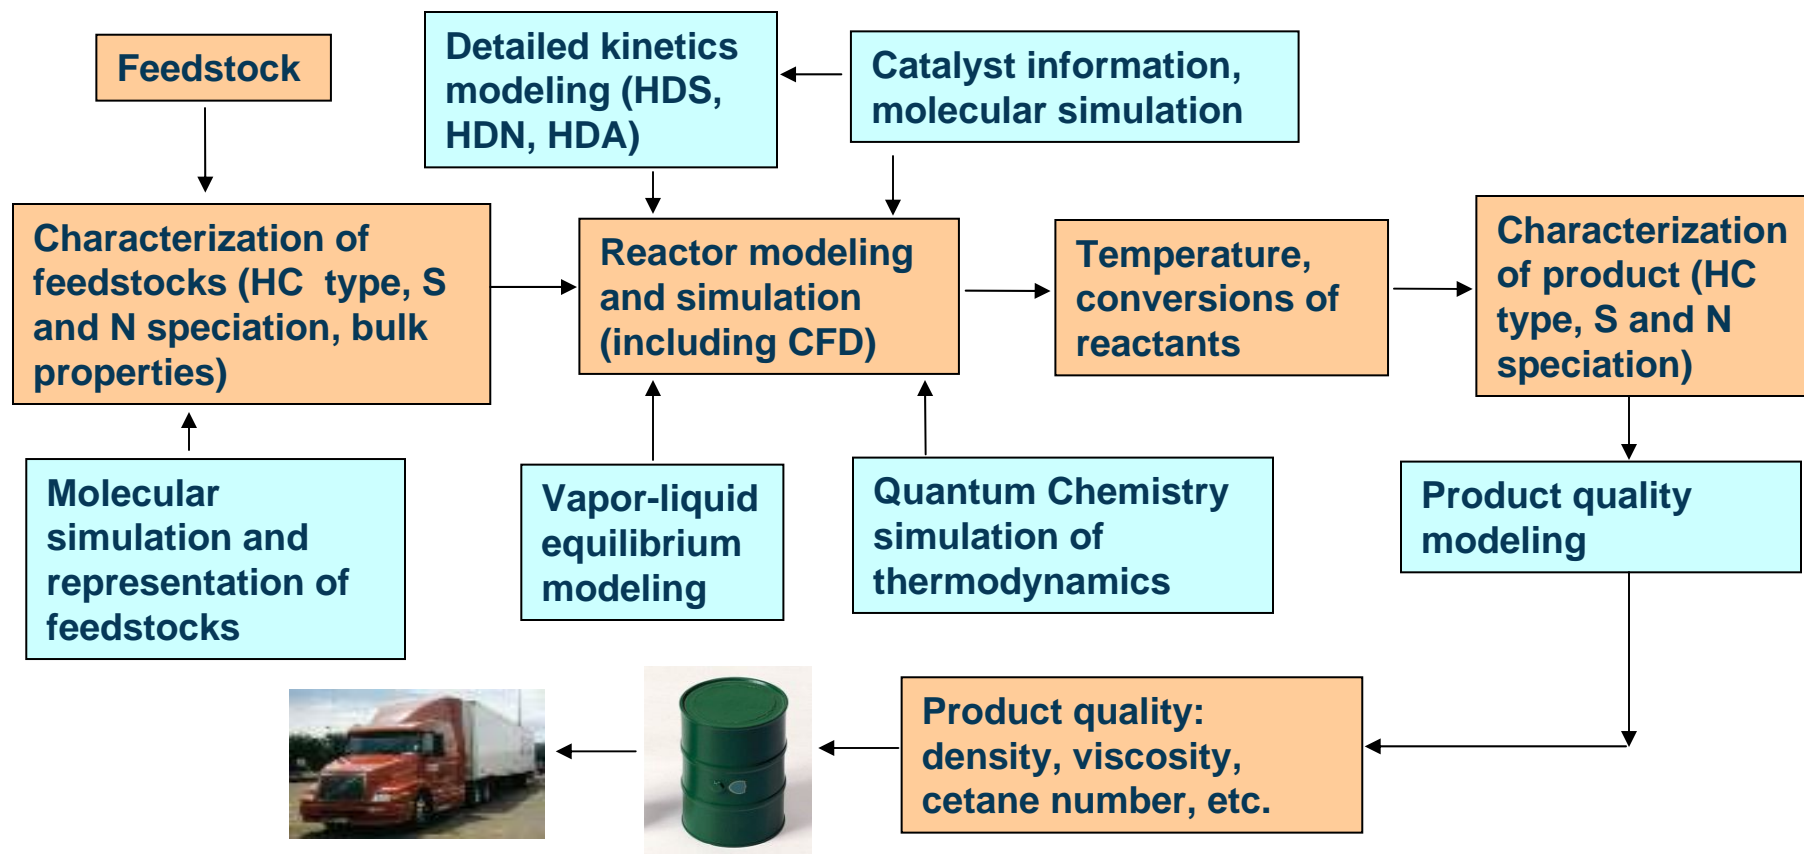 Feedstock
Detailed kinetics
modeling (HDS,
HDN, HDA)
Catalyst information,
molecular simulation
Characterization of
feedstocks (HC type, S
and N speciation, bulk
properties)
Reactor modeling
and simulation
(including CFD)
Temperature,
conversions of
reactants
Characterization
of product (HC
type, S and N
speciation)
Molecular
simulation and
representation of
feedstocks
Vapor-liquid
equilibrium
modeling
Quantum Chemistry
simulation of
thermodynamics
Product quality
modeling
Product quality:
density, viscosity,
cetane number, etc.